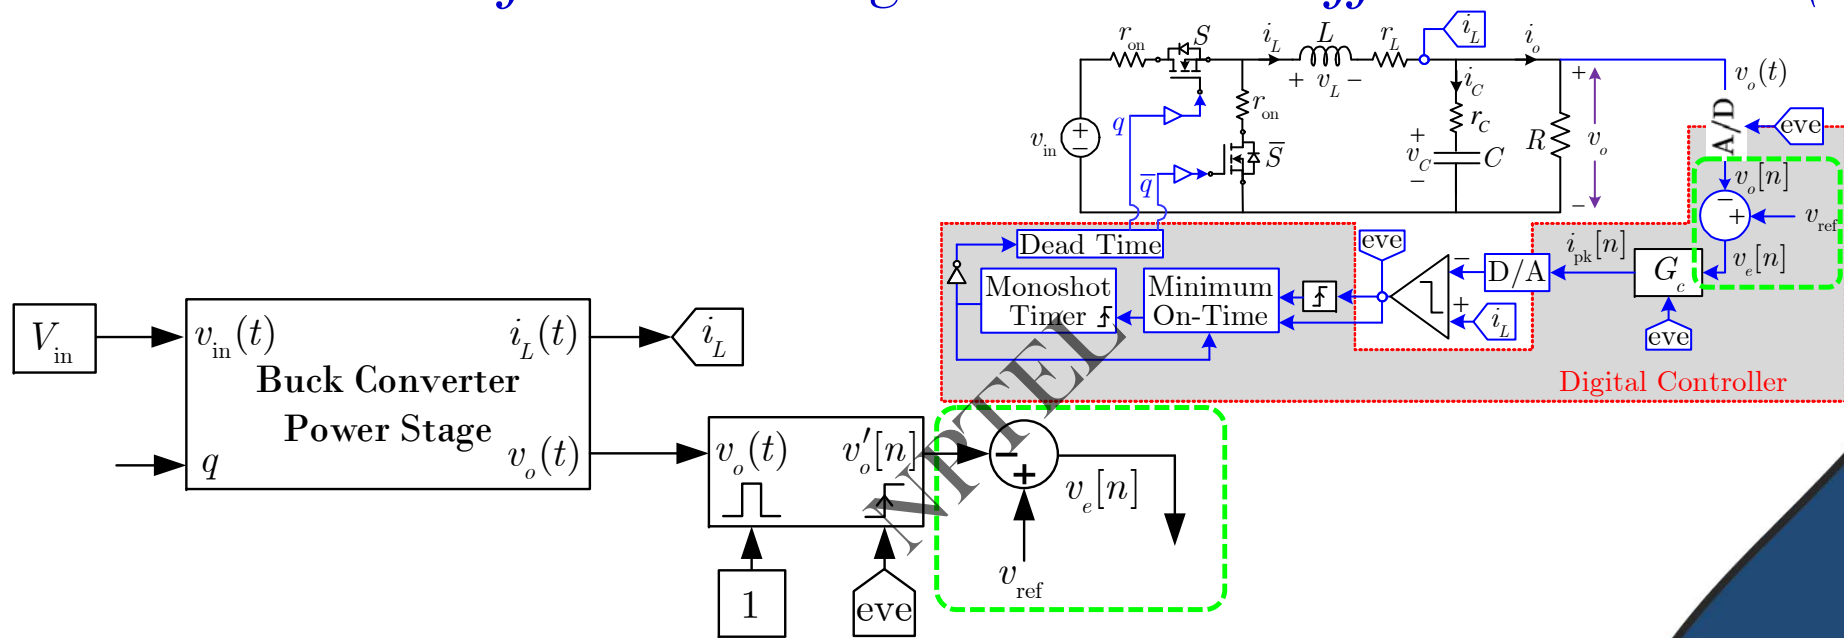 r_on S i_L L r_L i_L i_o
+ v_L −
v_o(t)
i_C
q r_on r_C
v_in + − + v_C − C R + v_o − A/D eve
q̄ S̄
v_o[n]
− + v_ref
eve i_pk[n] v_e[n]
Dead Time
− D/A G_c
Monoshot
Timer
Minimum
On-Time
+ i_L
eve
Digital Controller
V_in v_in(t) i_L(t) i_L
Buck Converter
Power Stage
q v_o(t)
v_o(t) v′_o[n] − + v_e[n]
v_ref
1 eve
NPTEL